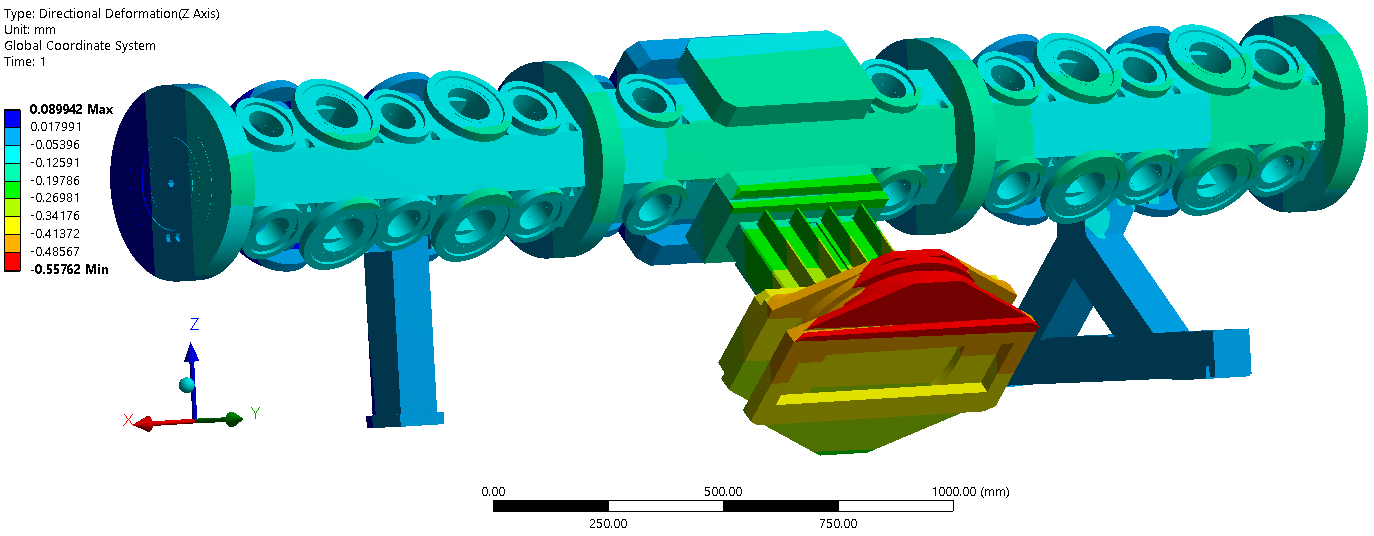 Type: Directional Deformation(Z Axis)
Unit: mm
Global Coordinate System
Time: 1
0.089942 Max
0.017991
-0.05396
-0.12591
-0.19786
-0.26981
-0.34176
-0.41372
-0.48567
-0.55762 Min
Z
X
Y
0.00 500.00 1000.00 (mm)
250.00 750.00